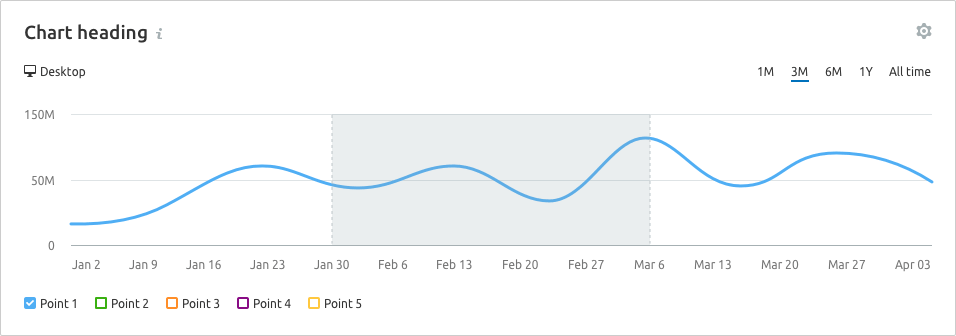 Chart heading i
Desktop 1M 3M 6M 1Y All time
150M
50M
0
Jan 2 Jan 9 Jan 16 Jan 23 Jan 30 Feb 6 Feb 13 Feb 20 Feb 27 Mar 6 Mar 13 Mar 20 Mar 27 Apr 03
Point 1 Point 2 Point 3 Point 4 Point 5